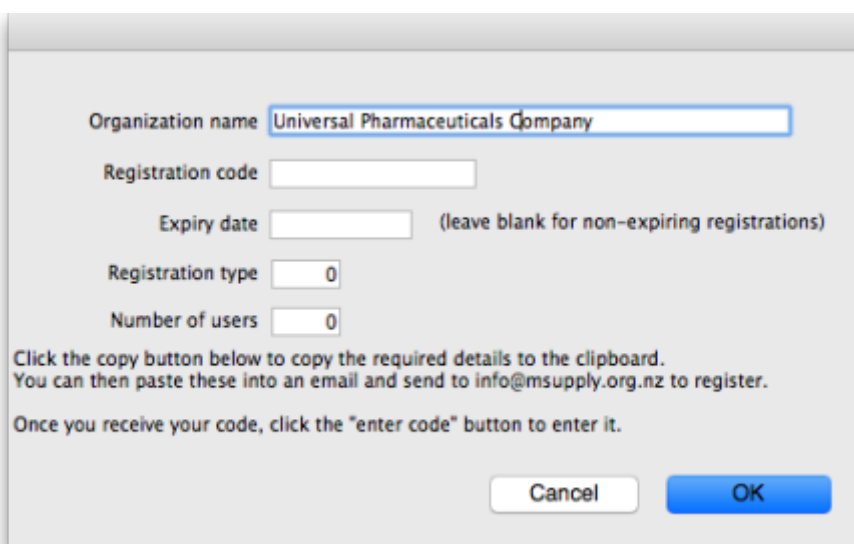 Organization name Universal Pharmaceuticals Company
Registration code
Expiry date (leave blank for non-expiring registrations)
Registration type 0
Number of users 0
Click the copy button below to copy the required details to the clipboard.
You can then paste these into an email and send to info@msupply.org.nz to register.
Once you receive your code, click the "enter code" button to enter it.
Cancel OK